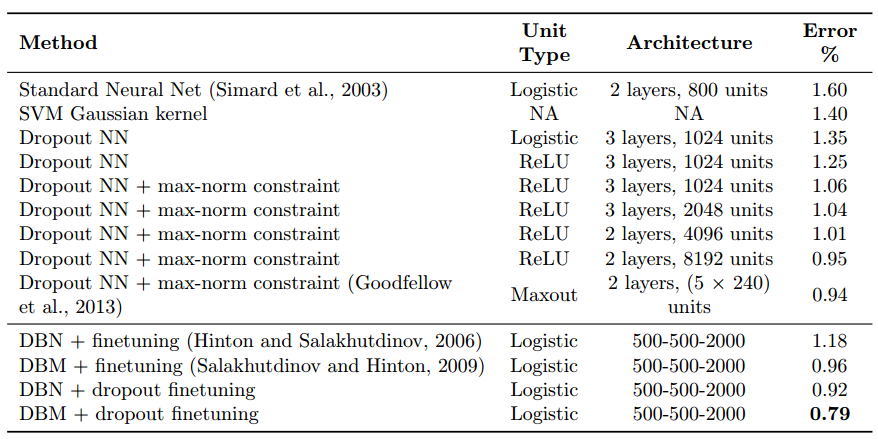 Method Unit Type Architecture Error %
Standard Neural Net (Simard et al., 2003) Logistic 2 layers, 800 units 1.60
SVM Gaussian kernel NA NA 1.40
Dropout NN Logistic 3 layers, 1024 units 1.35
Dropout NN ReLU 3 layers, 1024 units 1.25
Dropout NN + max-norm constraint ReLU 3 layers, 1024 units 1.06
Dropout NN + max-norm constraint ReLU 3 layers, 2048 units 1.04
Dropout NN + max-norm constraint ReLU 2 layers, 4096 units 1.01
Dropout NN + max-norm constraint ReLU 2 layers, 8192 units 0.95
Dropout NN + max-norm constraint (Goodfellow et al., 2013) Maxout 2 layers, (5 × 240) units 0.94
DBN + finetuning (Hinton and Salakhutdinov, 2006) Logistic 500-500-2000 1.18
DBM + finetuning (Salakhutdinov and Hinton, 2009) Logistic 500-500-2000 0.96
DBN + dropout finetuning Logistic 500-500-2000 0.92
DBM + dropout finetuning Logistic 500-500-2000 0.79